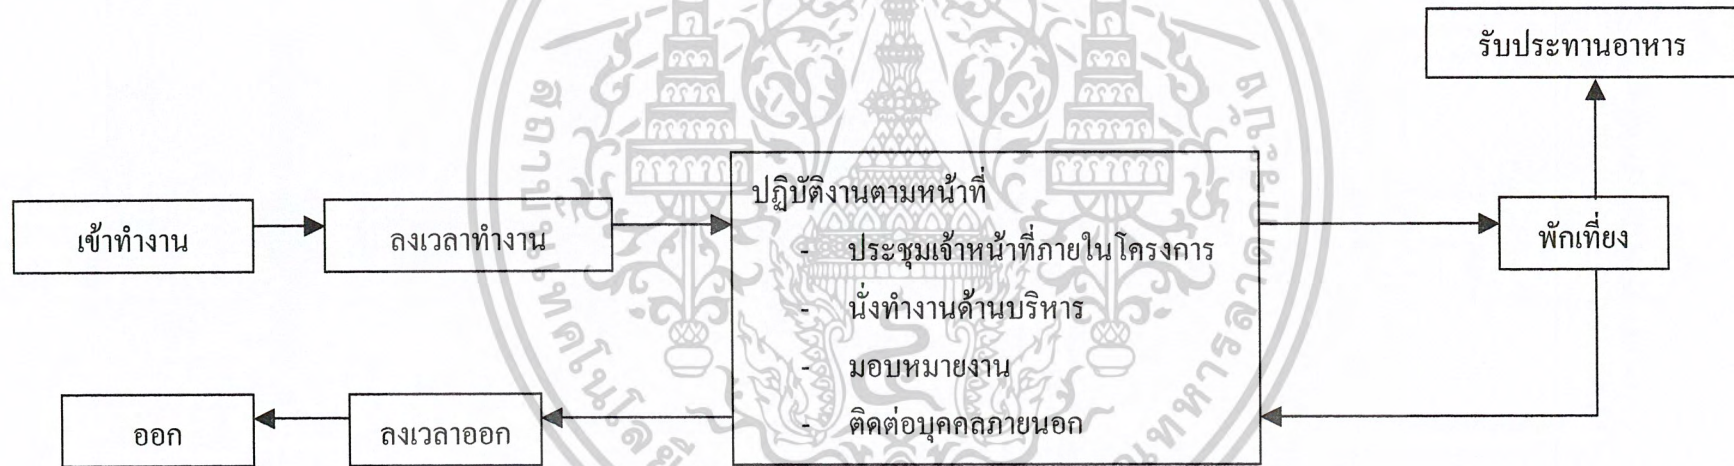 รับประทานอาหาร
เข้าทำงาน
ลงเวลาทำงาน
ปฏิบัติงานตามหน้าที่
- ประชุมเจ้าหน้าที่ภายในโครงการ
- นั่งทำงานด้านบริหาร
- มอบหมายงาน
- ติดต่อบุคคลภายนอก
พักเที่ยง
ออก
ลงเวลาออก